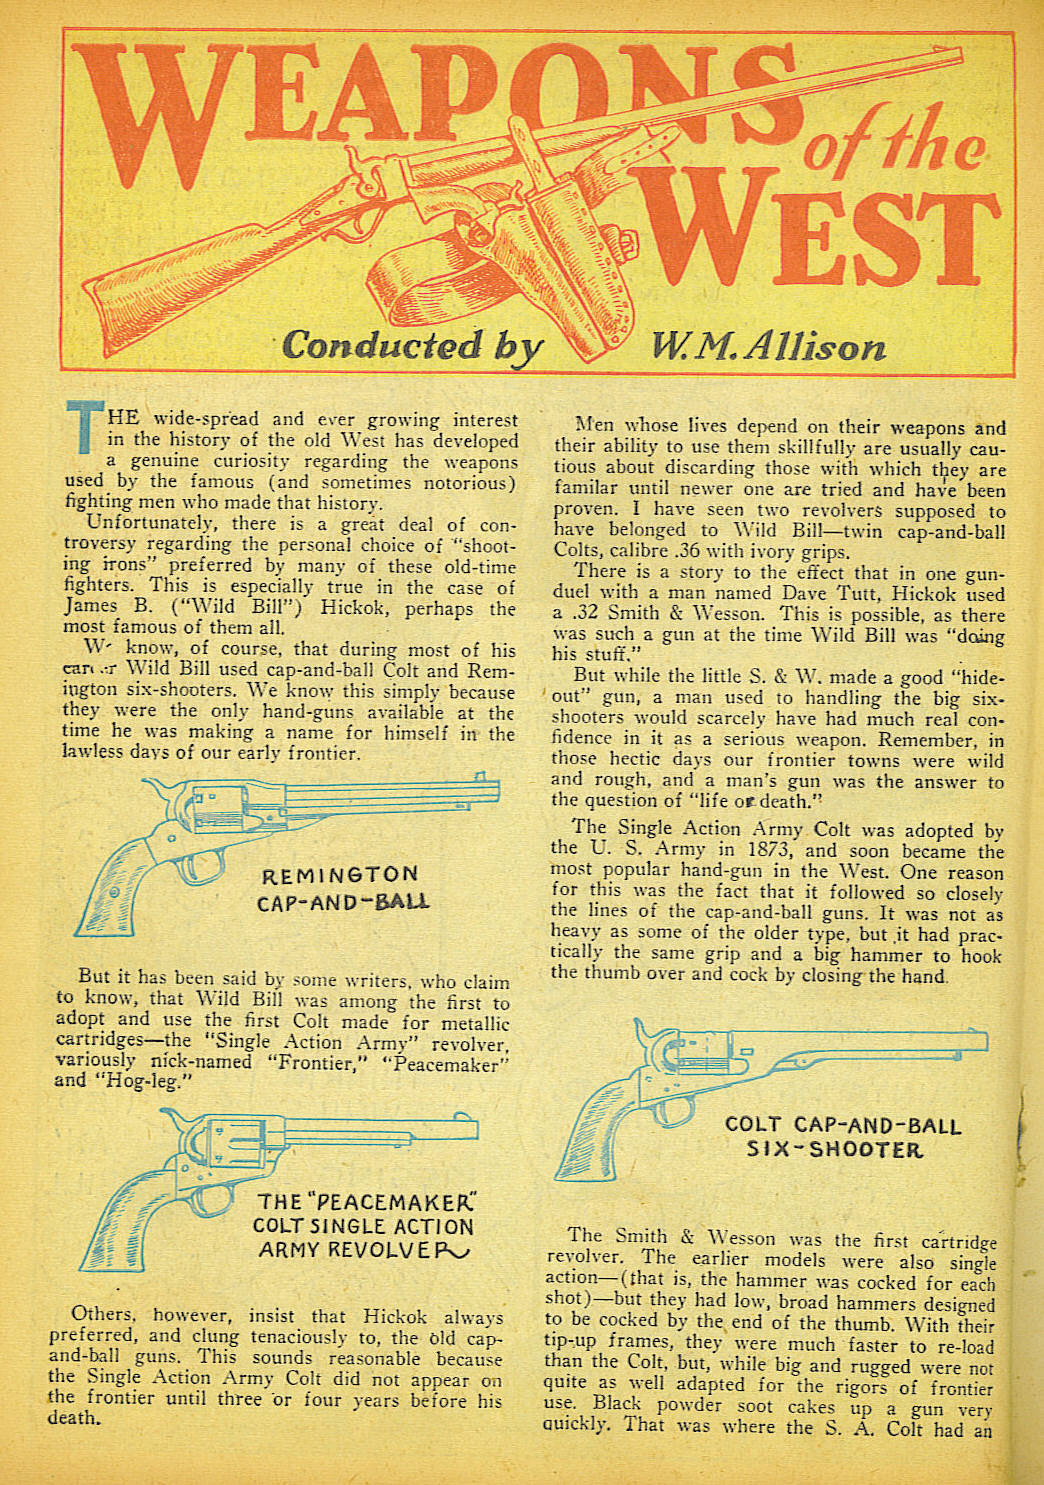 WEAPONS
of the
WEST
Conducted by W. M. Allison
THE wide-spread and ever growing interest
in the history of the old West has developed
a genuine curiosity regarding the weapons
used by the famous (and sometimes notorious)
fighting men who made that history.
Unfortunately, there is a great deal of con-
troversy regarding the personal choice of "shoot-
ing irons" preferred by many of these old-time
fighters. This is especially true in the case of
James B. ("Wild Bill") Hickok, perhaps the
most famous of them all.
We know, of course, that during most of his
career Wild Bill used cap-and-ball Colt and Rem-
ington six-shooters. We know this simply because
they were the only hand-guns available at the
time he was making a name for himself in the
lawless days of our early frontier.
REMINGTON
CAP-AND-BALL
But it has been said by some writers, who claim
to know, that Wild Bill was among the first to
adopt and use the first Colt made for metallic
cartridges—the "Single Action Army" revolver,
variously nick-named "Frontier," "Peacemaker"
and "Hog-leg."
THE "PEACEMAKER"
COLT SINGLE ACTION
ARMY REVOLVER
Others, however, insist that Hickok always
preferred, and clung tenaciously to, the old cap-
and-ball guns. This sounds reasonable because
the Single Action Army Colt did not appear on
the frontier until three or four years before his
death.
Men whose lives depend on their weapons and
their ability to use them skillfully are usually cau-
tious about discarding those with which they are
familar until newer one are tried and have been
proven. I have seen two revolvers supposed to
have belonged to Wild Bill—twin cap-and-ball
Colts, calibre .36 with ivory grips.
There is a story to the effect that in one gun-
duel with a man named Dave Tutt, Hickok used
a .32 Smith & Wesson. This is possible, as there
was such a gun at the time Wild Bill was "doing
his stuff."
But while the little S. & W. made a good "hide-
out" gun, a man used to handling the big six-
shooters would scarcely have had much real con-
fidence in it as a serious weapon. Remember, in
those hectic days our frontier towns were wild
and rough, and a man's gun was the answer to
the question of "life or death."
The Single Action Army Colt was adopted by
the U. S. Army in 1873, and soon became the
most popular hand-gun in the West. One reason
for this was the fact that it followed so closely
the lines of the cap-and-ball guns. It was not as
heavy as some of the older type, but it had prac-
tically the same grip and a big hammer to hook
the thumb over and cock by closing the hand.
COLT CAP-AND-BALL
SIX-SHOOTER
The Smith & Wesson was the first cartridge
revolver. The earlier models were also single
action—(that is, the hammer was cocked for each
shot)—but they had low, broad hammers designed
to be cocked by the end of the thumb. With their
tip-up frames, they were much faster to re-load
than the Colt, but, while big and rugged were not
quite as well adapted for the rigors of frontier
use. Black powder soot cakes up a gun very
quickly. That was where the S. A. Colt had an